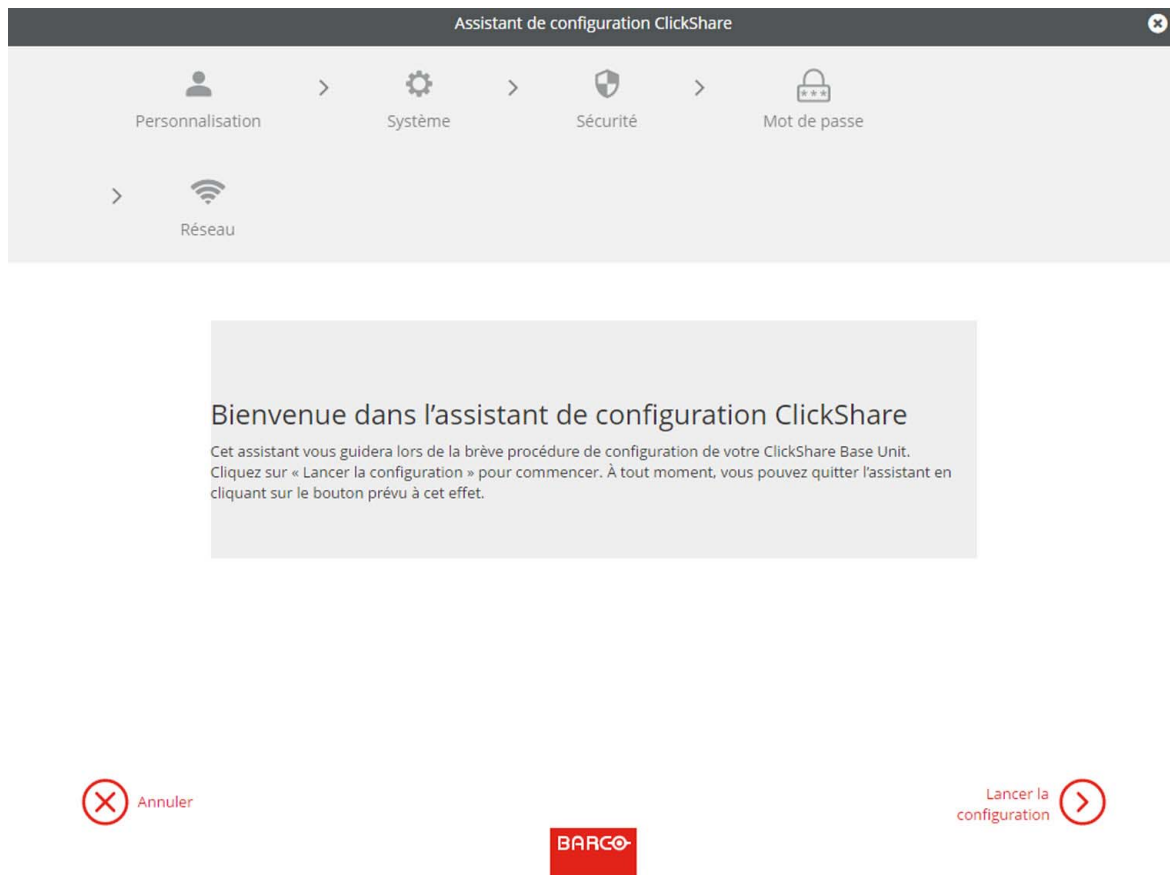 Assistant de configuration ClickShare
Personnalisation
Système
Sécurité
***
Mot de passe
Réseau
Bienvenue dans l'assistant de configuration ClickShare
Cet assistant vous guidera lors de la brève procédure de configuration de votre ClickShare Base Unit.
Cliquez sur « Lancer la configuration » pour commencer. À tout moment, vous pouvez quitter l'assistant en
cliquant sur le bouton prévu à cet effet.
Annuler
Lancer la
configuration
BARCO